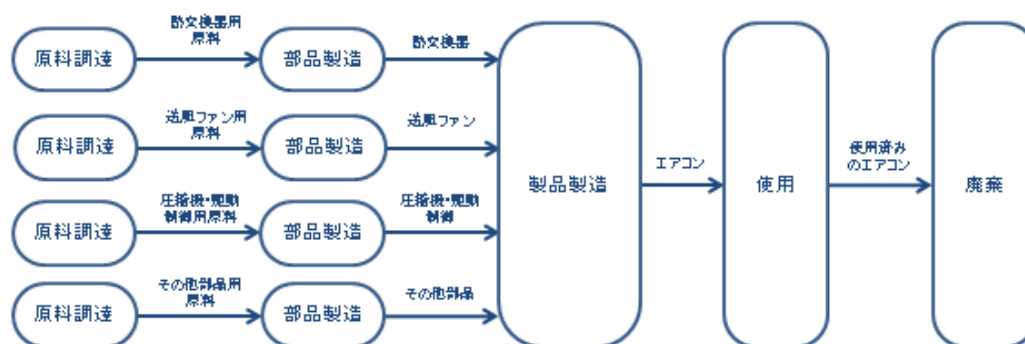 原料調達
熱交換器用
原料
部品製造
熱交換器
原料調達
送風ファン用
原料
部品製造
送風ファン
原料調達
圧縮機・駆動
制御用原料
部品製造
圧縮機・駆動
制御
原料調達
その他部品用
原料
部品製造
その他部品
製品製造
エアコン
使用
使用済み
のエアコン
廃棄